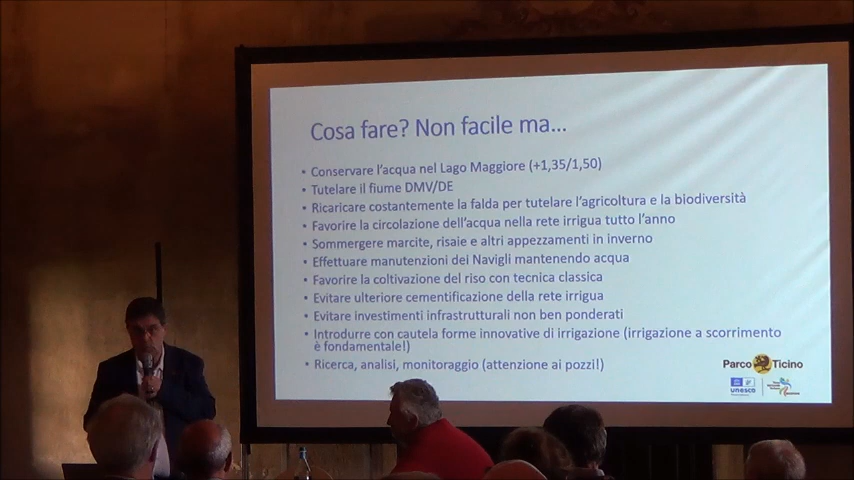 Cosa fare? Non facile ma...
• Conservare l'acqua nel Lago Maggiore (+1,35/1,50)
• Tutelare il fiume DMV/DE
• Ricaricare costantemente la falda per tutelare l'agricoltura e la biodiversità
• Favorire la circolazione dell'acqua nella rete irrigua tutto l'anno
• Sommergere marcite, risaie e altri appezzamenti in inverno
• Effettuare manutenzioni dei Navigli mantenendo acqua
• Favorire la coltivazione del riso con tecnica classica
• Evitare ulteriore cementificazione della rete irrigua
• Evitare investimenti infrastrutturali non ben ponderati
• Introdurre con cautela forme innovative di irrigazione (irrigazione a scorrimento
è fondamentale!)
• Ricerca, analisi, monitoraggio (attenzione ai pozzi!)
Parco Ticino
unesco